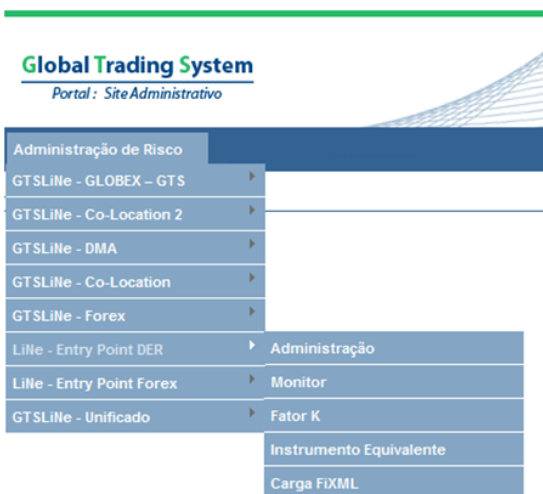 Global Trading System
Portal : Site Administrativo
Administração de Risco
GTSLiNe - GLOBEX – GTS
GTSLiNe - Co-Location 2
GTSLiNe - DMA
GTSLiNe - Co-Location
GTSLiNe - Forex
LiNe - Entry Point DER
Administração
LiNe - Entry Point Forex
Monitor
GTSLiNe - Unificado
Fator K
Instrumento Equivalente
Carga FiXML